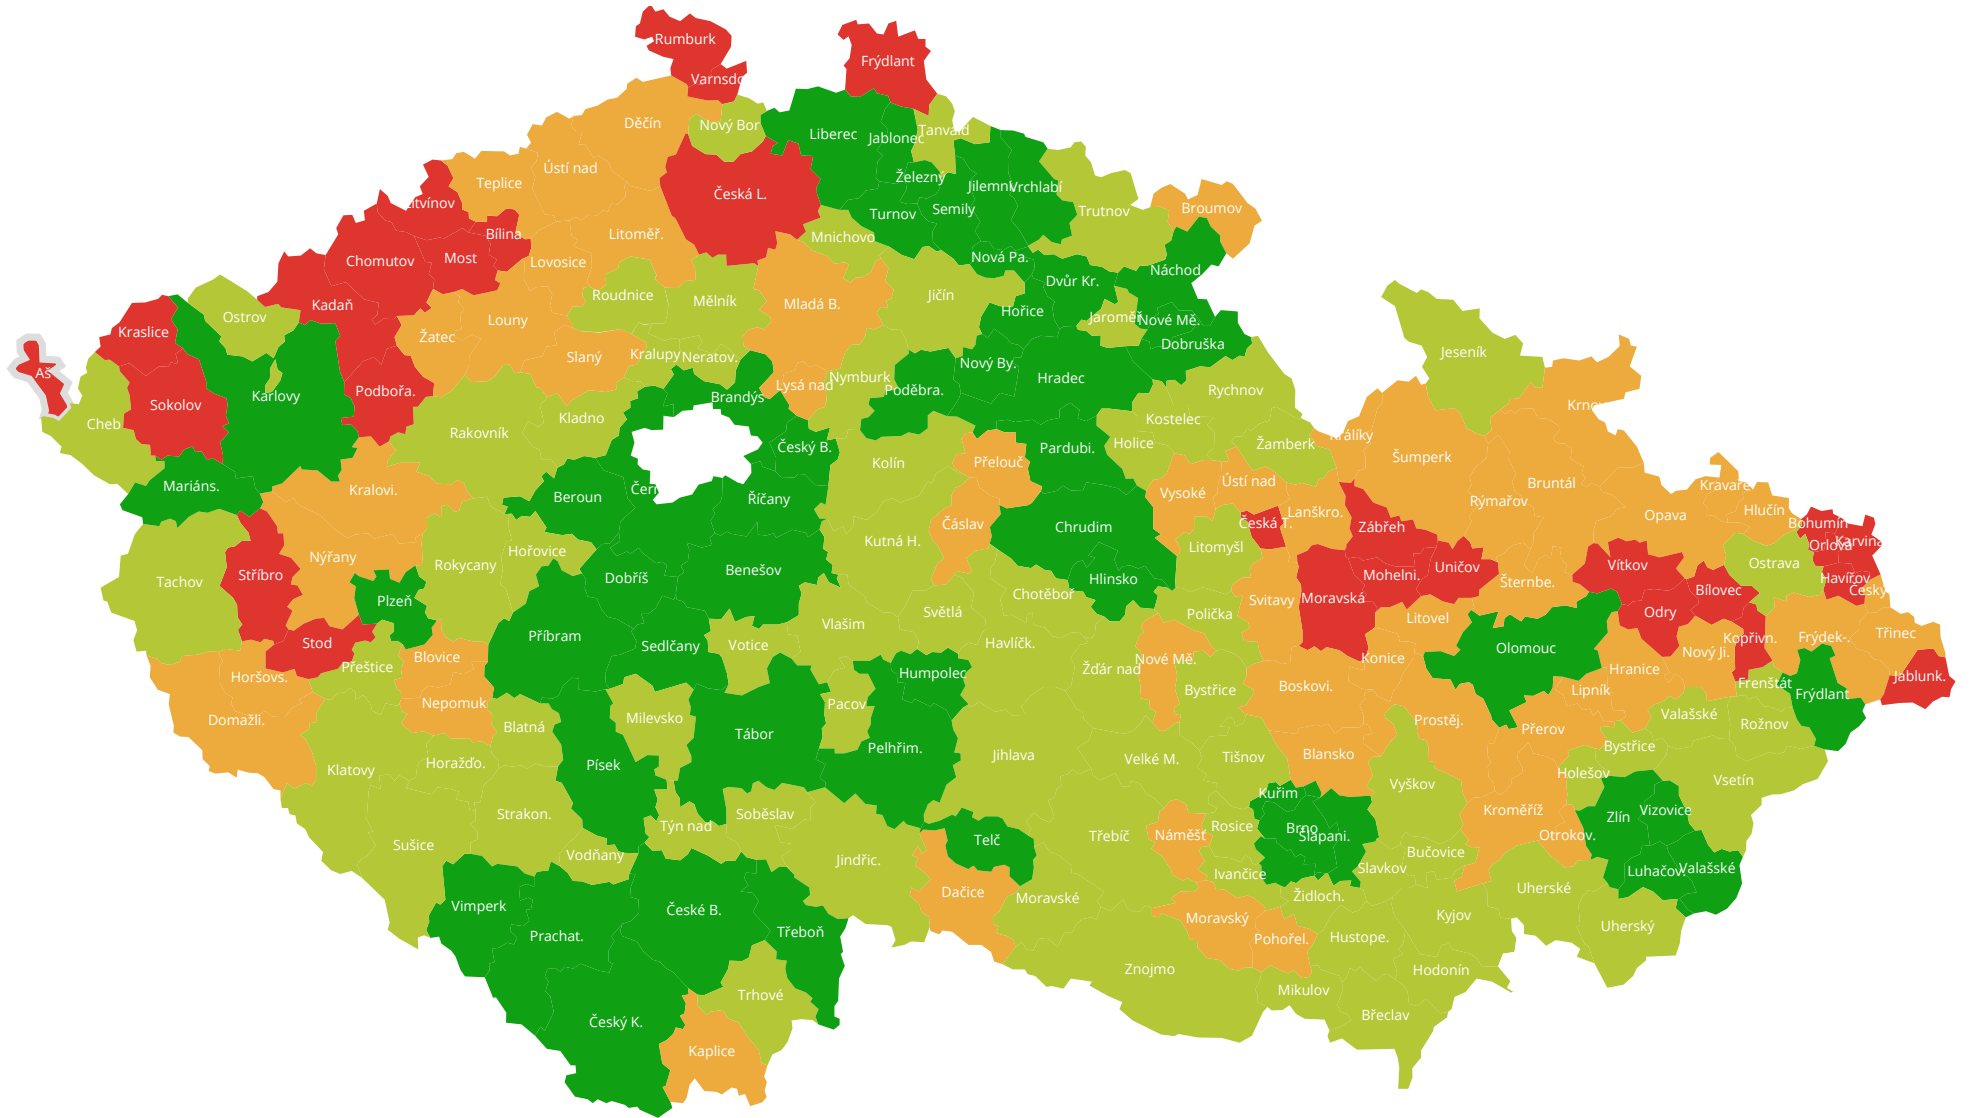 Rumburk
Frýdlant
Varnsdo
Děčín
Nový Bor
Liberec
Jablonec
Tanvald
Ústí nad
Teplice
Česká L.
Železný
Jilemni
Vrchlabí
Litvínov
Turnov
Semily
Trutnov
Broumov
Bílina
Litoměř.
Mnichovo
Most
Chomutov
Lovosice
Nová Pa.
Náchod
Dvůr Kr.
Roudnice
Mělník
Mladá B.
Jičín
Kadaň
Hořice
Ostrov
Louny
Jaroměř
Nové Mě.
Kraslice
Žatec
Dobruška
Slaný
Kralupy
Neratov.
Jeseník
Aš
Nový By.
Nymburk
Hradec
Lysá nad
Poděbra.
Rychnov
Podbořa.
Karlovy
Brandýs
Sokolov
Krnov
Kladno
Kostelec
Cheb
Rakovník
Králíky
Holice
Žamberk
Český B.
Pardubi.
Šumperk
Kolín
Přelouč
Mariáns.
Kralovi.
Čern
Ústí nad
Bruntál
Kravaře
Beroun
Říčany
Vysoké
Rýmařov
Hlučín
Lanškro.
Opava
Čáslav
Chrudim
Česká T.
Zábřeh
Bohumín
Kutná H.
Karviná
Orlová
Hořovice
Litomyšl
Nýřany
Rokycany
Vítkov
Ostrava
Uničov
Stříbro
Mohelni.
Benešov
Dobříš
Hlinsko
Havířov
Tachov
Šternbe.
Český
Bílovec
Chotěboř
Plzeň
Svitavy
Moravská
Světlá
Polička
Odry
Litovel
Vlašim
Příbram
Třinec
Frýdek-.
Kopřivn.
Stod
Havlíčk.
Votice
Sedlčany
Olomouc
Nový Ji.
Blovice
Konice
Nové Mě.
Přeštice
Žďár nad
Hranice
Humpolec
Horšovs.
Jablunk.
Frenštát
Boskovi.
Bystřice
Lipník
Frýdlant
Nepomuk
Pacov
Valašské
Milevsko
Domažli.
Prostěj.
Rožnov
Blatná
Přerov
Tábor
Pelhřim.
Bystřice
Jihlava
Blansko
Tišnov
Velké M.
Horažďo.
Písek
Klatovy
Holešov
Vsetín
Vyškov
Kuřim
Kroměříž
Vizovice
Strakon.
Soběslav
Zlín
Týn nad
Rosice
Brno
Šlapani.
Náměšť
Třebíč
Otrokov.
Telč
Sušice
Bučovice
Vodňany
Jindřic.
Slavkov
Valašské
Luhačov.
Ivančice
Uherské
Dačice
Židloch.
Moravské
Vimperk
České B.
Kyjov
Moravský
Uherský
Třeboň
Prachat.
Hustope.
Pohořel.
Znojmo
Hodonín
Mikulov
Trhové
Břeclav
Český K.
Kaplice